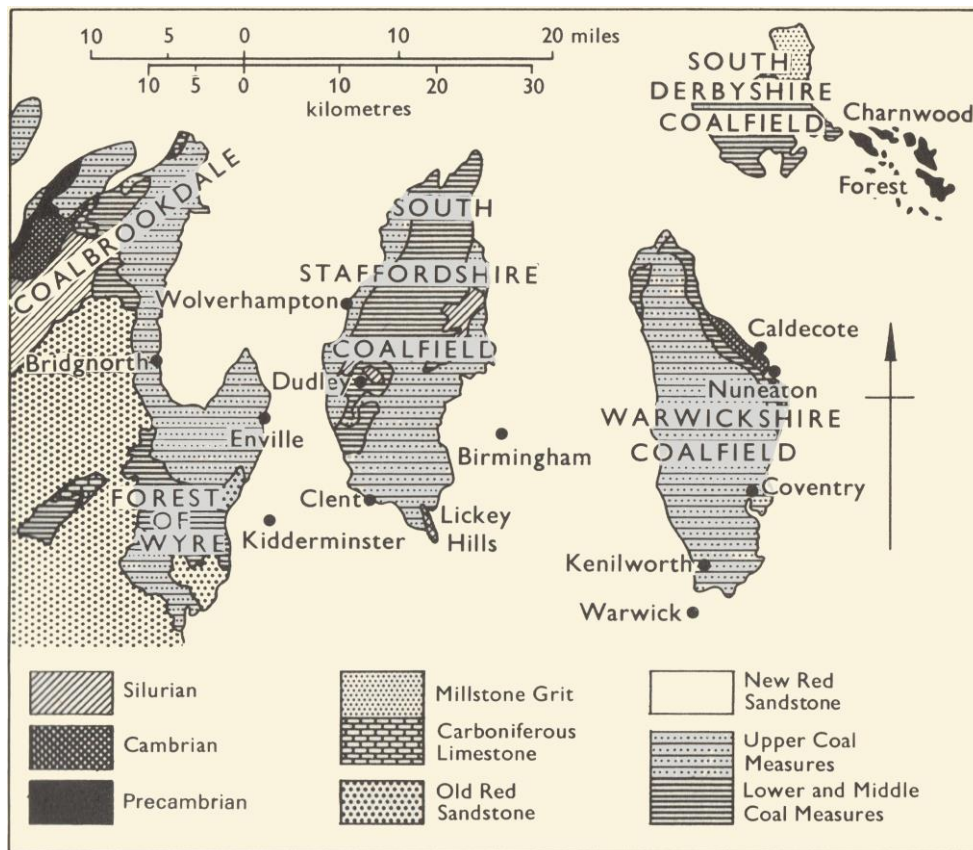 10 5 0 10 20 miles
10 5 0 10 20 30
kilometres
SOUTH
DERBYSHIRE
COALFIELD
Charnwood
Forest
COALBROOKDALE
SOUTH
STAFFORDSHIRE
COALFIELD
Wolverhampton
Bridgnorth
Dudley
Enville
Birmingham
Clent
Lickey
Hills
FOREST
OF
WYRE
Kidderminster
Caldecote
Nuneaton
WARWICKSHIRE
COALFIELD
Coventry
Kenilworth
Warwick
Silurian
Cambrian
Precambrian
Millstone Grit
Carboniferous
Limestone
Old Red
Sandstone
New Red
Sandstone
Upper Coal
Measures
Lower and Middle
Coal Measures